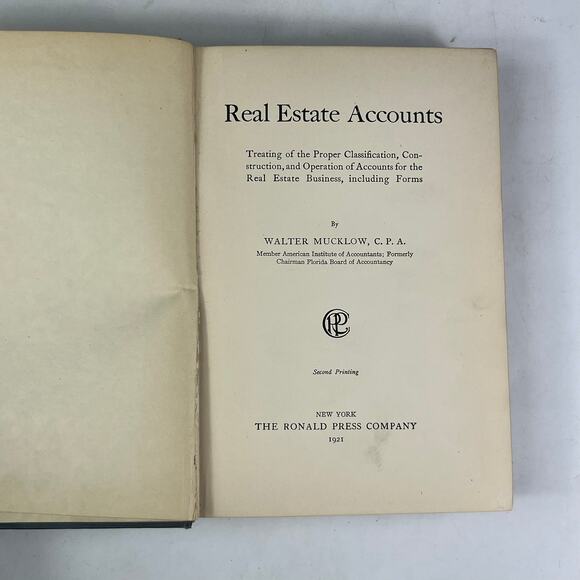 Real Estate Accounts
Treating of the Proper Classification, Con-
struction, and Operation of Accounts for the
Real Estate Business, including Forms
By
WALTER MUCKLOW, C. P. A.
Member American Institute of Accountants; Formerly
Chairman Florida Board of Accountancy
Second Printing
NEW YORK
THE RONALD PRESS COMPANY
1921